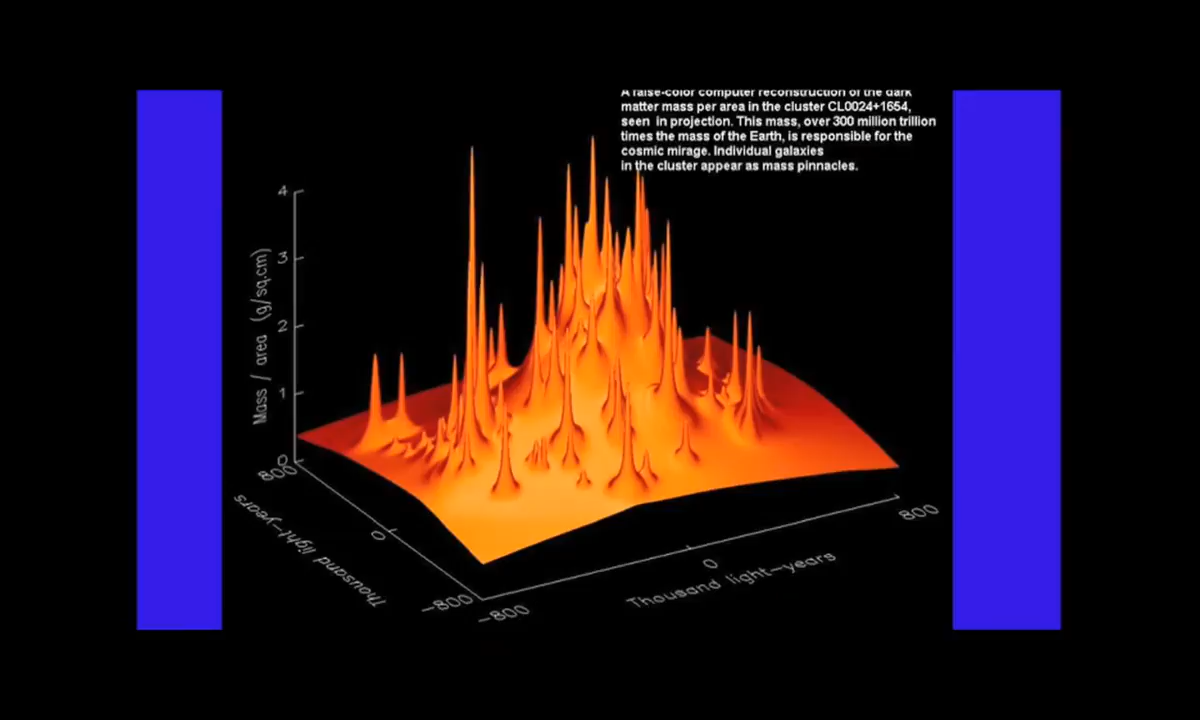 A false-color computer reconstruction of the dark
matter mass per area in the cluster CL0024+1654,
seen in projection. This mass, over 300 million trillion
times the mass of the Earth, is responsible for the
cosmic mirage. Individual galaxies
in the cluster appear as mass pinnacles.
4
3
2
1
0
Mass / area (g/sq.cm)
800
0
-800
Thousand light-years
-800
0
800
Thousand light-years